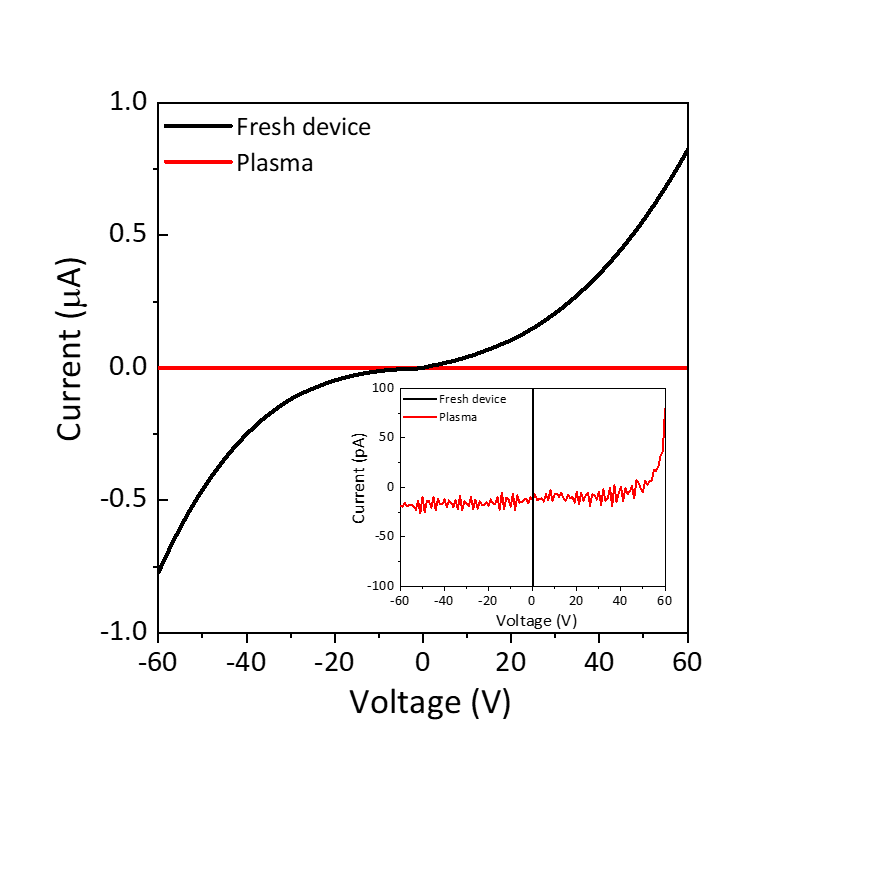 1.0
0.5
0.0
-0.5
-1.0
Current (μA)
Fresh device
Plasma
-60 -40 -20 0 20 40 60
Voltage (V)
100
50
0
-50
-100
Current (pA)
Fresh device
Plasma
-60 -40 -20 0 20 40 60
Voltage (V)